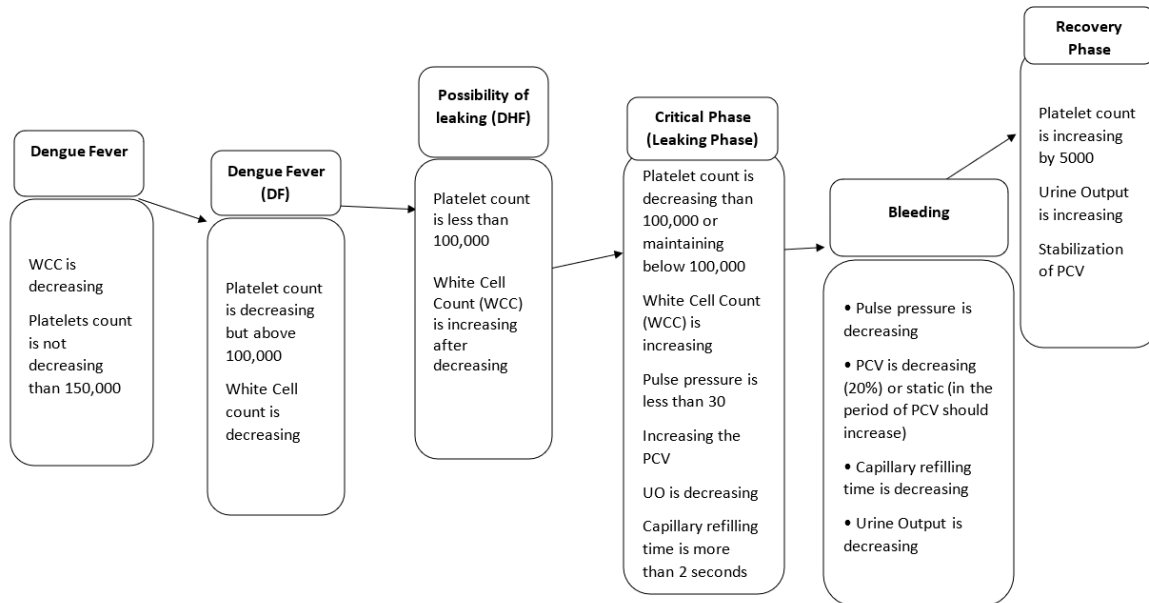 Dengue Fever
WCC is
decreasing
Platelets count
is not
decreasing
than 150,000
Dengue Fever
(DF)
Platelet count
is decreasing
but above
100,000
White Cell
count is
decreasing
Possibility of
leaking (DHF)
Platelet count
is less than
100,000
White Cell
Count (WCC)
is increasing
after
decreasing
Critical Phase
(Leaking Phase)
Platelet count is
decreasing than
100,000 or
maintaining
below 100,000
White Cell Count
(WCC) is
increasing
Pulse pressure is
less than 30
Increasing the
PCV
UO is decreasing
Capillary refilling
time is more
than 2 seconds
Bleeding
• Pulse pressure is
decreasing
• PCV is decreasing
(20%) or static (in the
period of PCV should
increase)
• Capillary refilling
time is decreasing
• Urine Output is
decreasing
Recovery
Phase
Platelet count
is increasing
by 5000
Urine Output
is increasing
Stabilization
of PCV